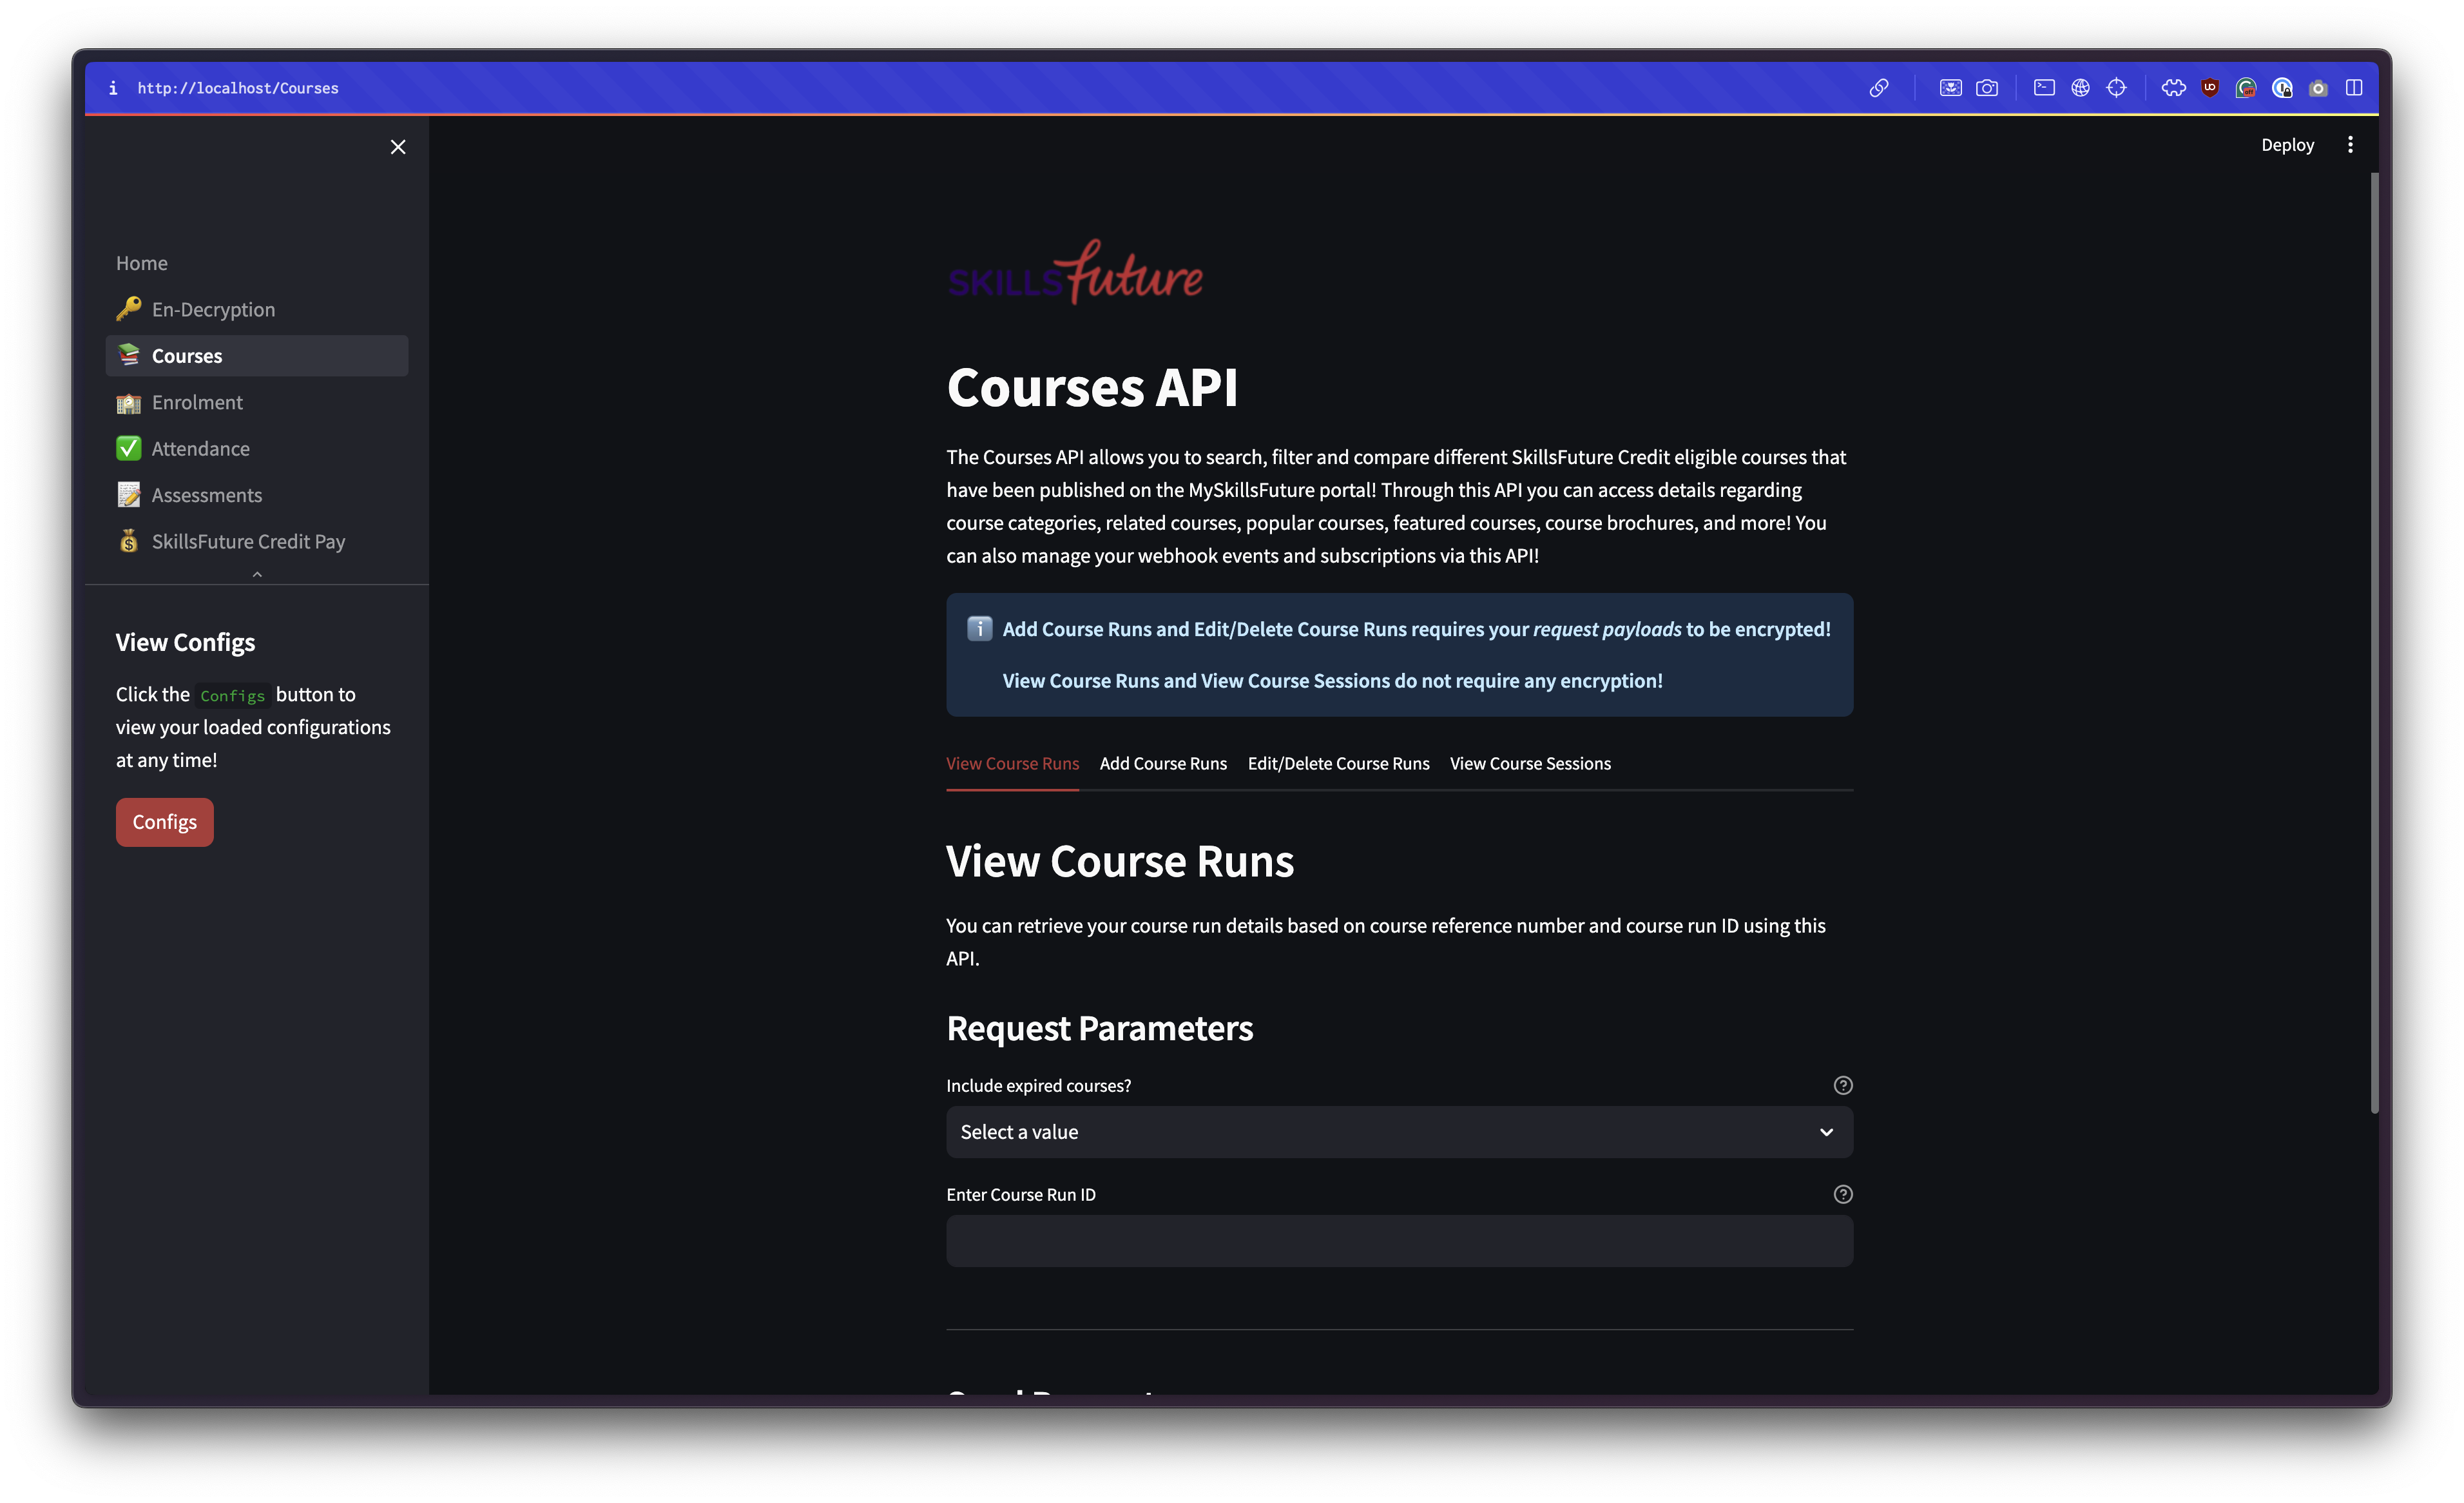 http://localhost/Courses
Deploy
Home
En-Decryption
Courses
Enrolment
Attendance
Assessments
SkillsFuture Credit Pay
View Configs
Click the Configs button to
view your loaded configurations
at any time!
Configs
SKILLSfuture
Courses API
The Courses API allows you to search, filter and compare different SkillsFuture Credit eligible courses that
have been published on the MySkillsFuture portal! Through this API you can access details regarding
course categories, related courses, popular courses, featured courses, course brochures, and more! You
can also manage your webhook events and subscriptions via this API!
Add Course Runs and Edit/Delete Course Runs requires your request payloads to be encrypted!
View Course Runs and View Course Sessions do not require any encryption!
View Course Runs Add Course Runs Edit/Delete Course Runs View Course Sessions
View Course Runs
You can retrieve your course run details based on course reference number and course run ID using this
API.
Request Parameters
Include expired courses?
Select a value
Enter Course Run ID